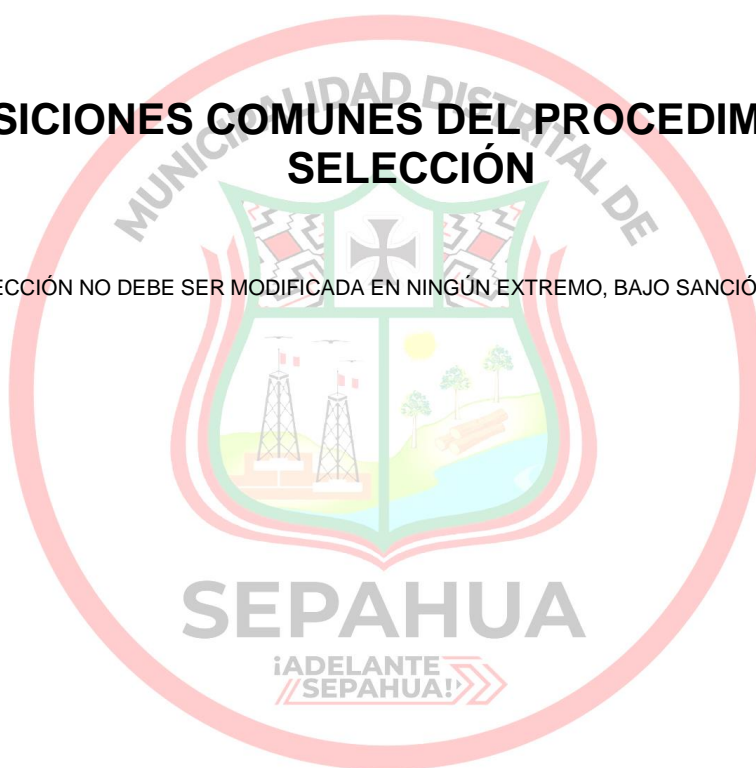 SICIONES COMUNES DEL PROCEDIM
SELECCIÓN
ECCIÓN NO DEBE SER MODIFICADA EN NINGÚN EXTREMO, BAJO SANCIÓ
MUNICIPALIDAD DISTRITAL DE
SEPAHUA
¡ADELANTE
SEPAHUA!